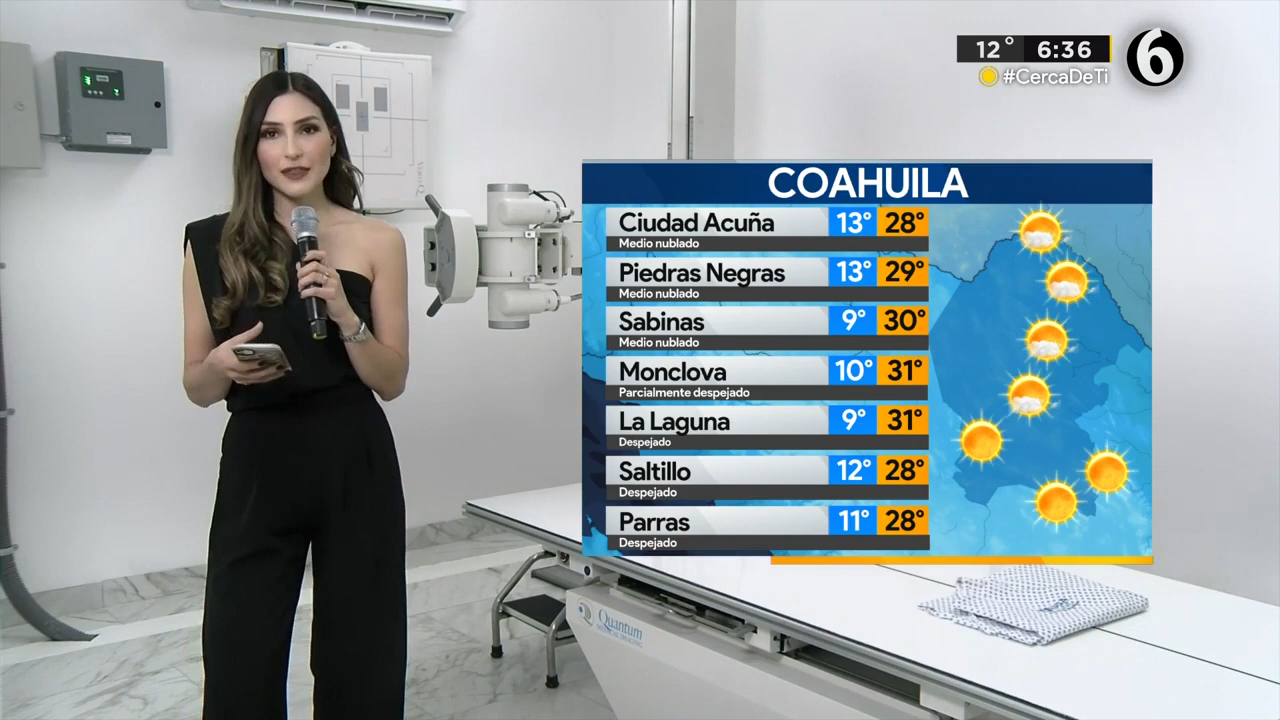 12° 6:36
6
#CercaDeTi
COAHUILA
Ciudad Acuña 13° 28°
Medio nublado
Piedras Negras 13° 29°
Medio nublado
Sabinas 9° 30°
Medio nublado
Monclova 10° 31°
Parcialmente despejado
La Laguna 9° 31°
Despejado
Saltillo 12° 28°
Despejado
Parras 11° 28°
Despejado
Quantum